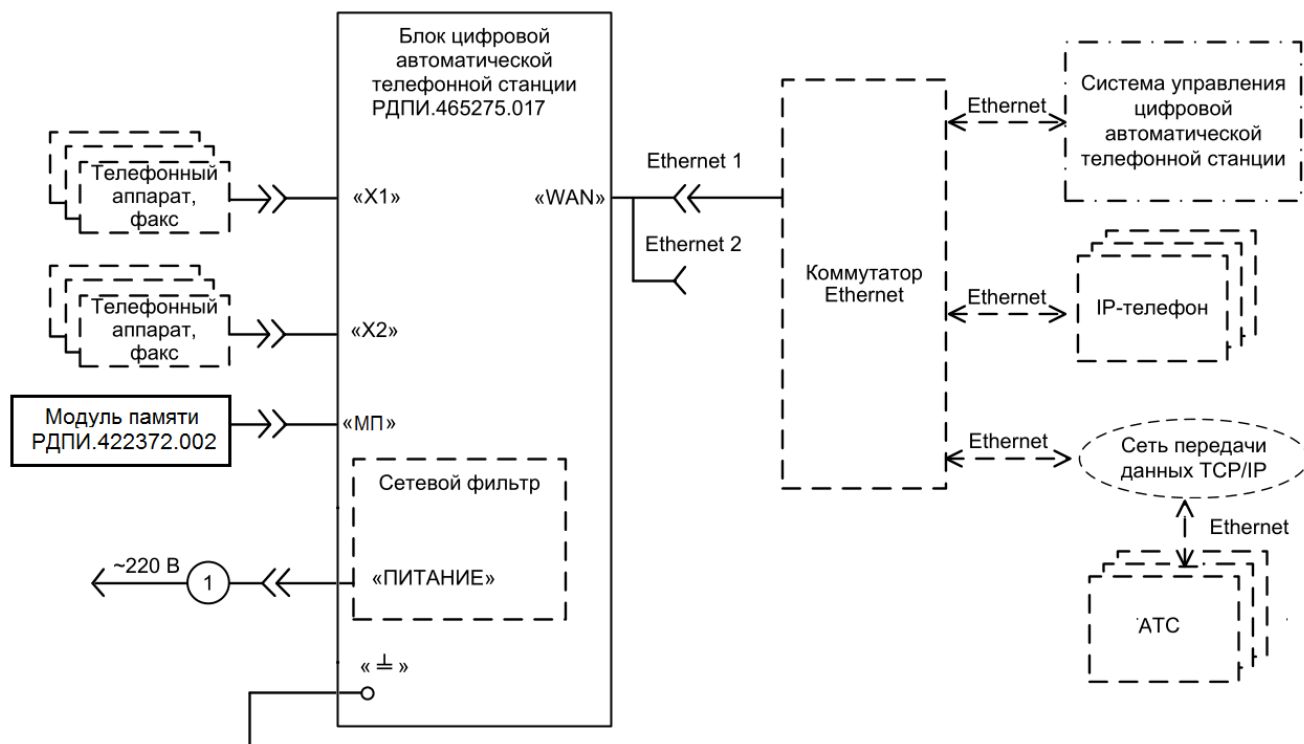 Блок цифровой
автоматической
телефонной станции
РДПИ.465275.017
Телефонный
аппарат,
факс
«X1»
Телефонный
аппарат,
факс
«X2»
Модуль памяти
РДПИ.422372.002
«МП»
Сетевой фильтр
«ПИТАНИЕ»
~220 В
1
« »
«WAN»
Ethernet 1
Ethernet 2
Коммутатор
Ethernet
Ethernet
Система управления
цифровой
автоматической
телефонной станции
Ethernet
IP-телефон
Ethernet
Сеть передачи
данных TCP/IP
Ethernet
АТС